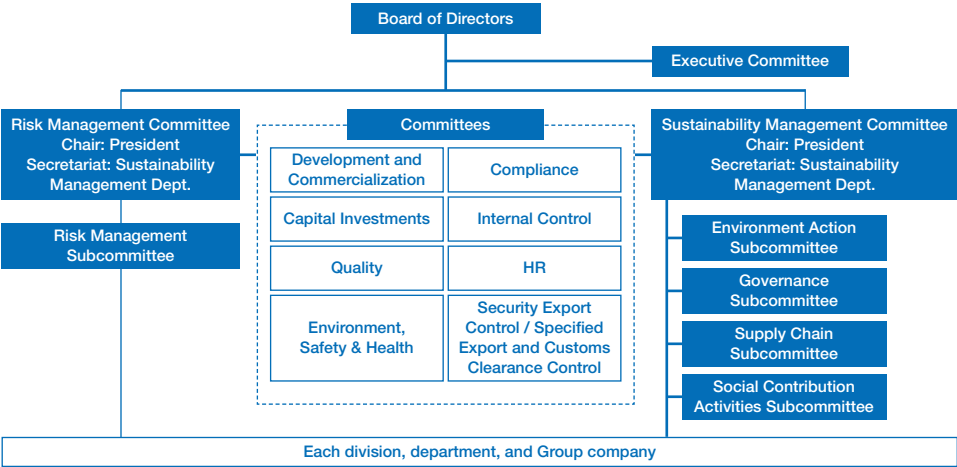 Board of Directors
Executive Committee
Risk Management Committee
Chair: President
Secretariat: Sustainability
Management Dept.
Risk Management
Subcommittee
Committees
Development and
Commercialization
Compliance
Capital Investments
Internal Control
Quality
HR
Environment,
Safety & Health
Security Export
Control / Specified
Export and Customs
Clearance Control
Sustainability Management Committee
Chair: President
Secretariat: Sustainability
Management Dept.
Environment Action
Subcommittee
Governance
Subcommittee
Supply Chain
Subcommittee
Social Contribution
Activities Subcommittee
Each division, department, and Group company